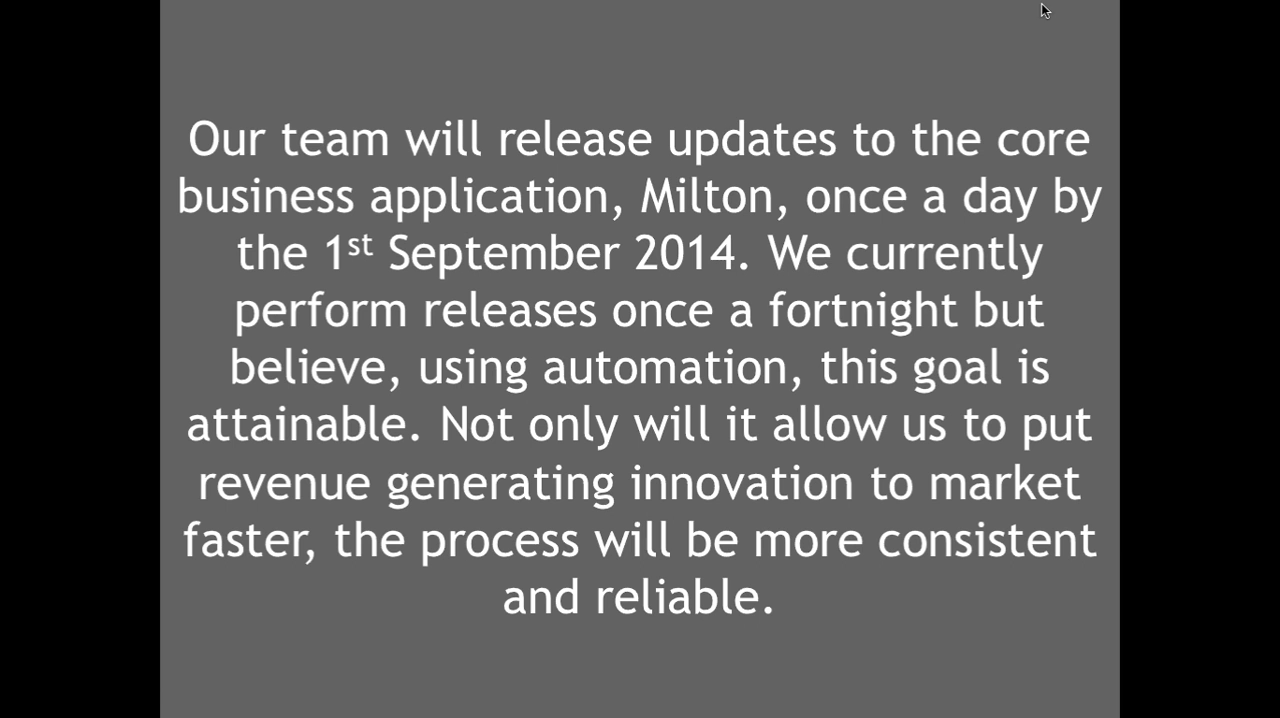 Our team will release updates to the core
business application, Milton, once a day by
the 1st September 2014. We currently
perform releases once a fortnight but
believe, using automation, this goal is
attainable. Not only will it allow us to put
revenue generating innovation to market
faster, the process will be more consistent
and reliable.